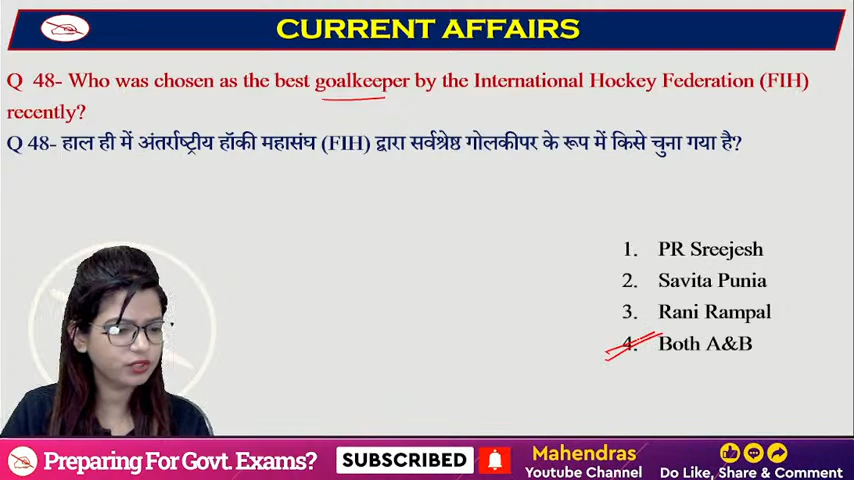 CURRENT AFFAIRS
Q 48- Who was chosen as the best goalkeeper by the International Hockey Federation (FIH)
recently?
Q 48- हाल ही में अंतर्राष्ट्रीय हॉकी महासंघ (FIH) द्वारा सर्वश्रेष्ठ गोलकीपर के रूप में किसे चुना गया है?
1. PR Sreejesh
2. Savita Punia
3. Rani Rampal
4. Both A&B
Preparing For Govt. Exams?
SUBSCRIBED
Mahendras
Youtube Channel
Do Like, Share & Comment